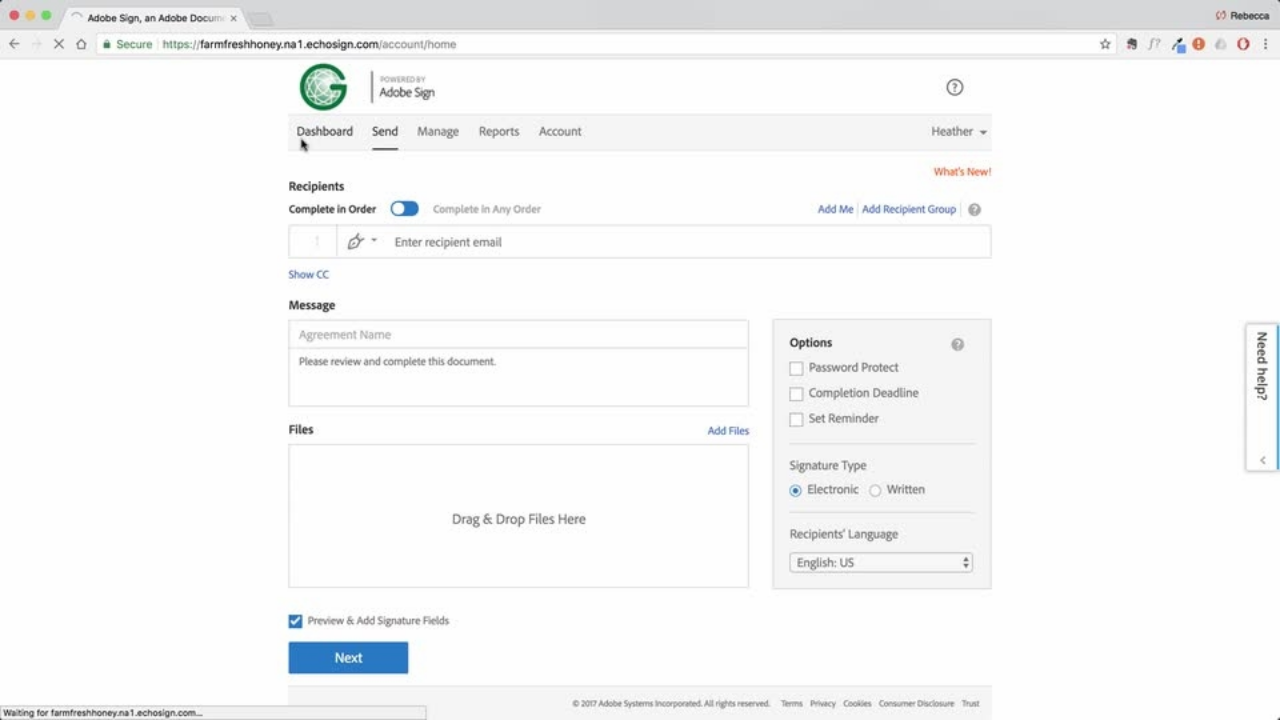 Adobe Sign, an Adobe Docum
Rebecca
Secure https://farmfreshhoney.na1.echosign.com/account/home
POWERED BY
Adobe Sign
Dashboard Send Manage Reports Account Heather
What's New!
Recipients
Complete in Order Complete in Any Order Add Me Add Recipient Group ?
1 Enter recipient email
Show CC
Message
Agreement Name
Please review and complete this document.
Options ?
Password Protect
Completion Deadline
Set Reminder
Files Add Files
Drag & Drop Files Here
Signature Type
Electronic Written
Recipients' Language
English: US
Need help?
Preview & Add Signature Fields
Next
© 2017 Adobe Systems Incorporated. All rights reserved. Terms Privacy Cookies Consumer Disclosure Trust
Waiting for farmfreshhoney.na1.echosign.com...